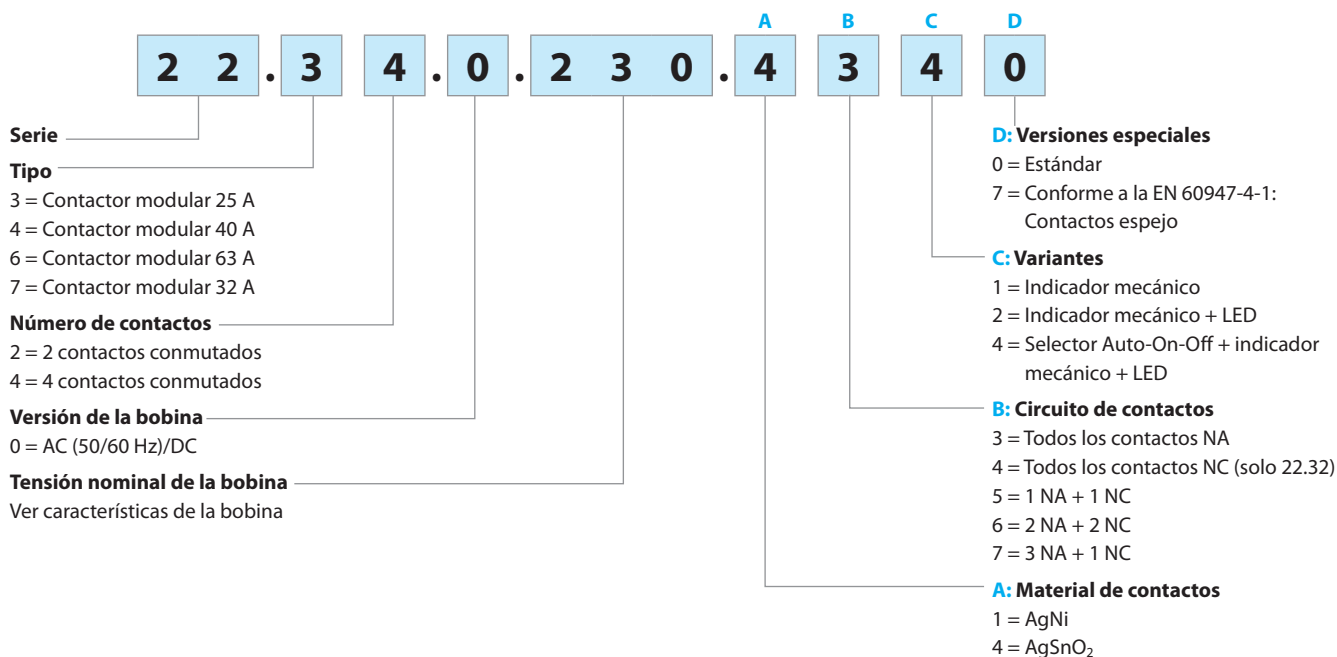 A B C D
2 2 . 3 4 . 0 . 2 3 0 . 4 3 4 0
Serie
Tipo
3 = Contactor modular 25 A
4 = Contactor modular 40 A
6 = Contactor modular 63 A
7 = Contactor modular 32 A
Número de contactos
2 = 2 contactos conmutados
4 = 4 contactos conmutados
Versión de la bobina
0 = AC (50/60 Hz)/DC
Tensión nominal de la bobina
Ver características de la bobina
D: Versiones especiales
0 = Estándar
7 = Conforme a la EN 60947-4-1:
Contactos espejo
C: Variantes
1 = Indicador mecánico
2 = Indicador mecánico + LED
4 = Selector Auto-On-Off + indicador
mecánico + LED
B: Circuito de contactos
3 = Todos los contactos NA
4 = Todos los contactos NC (solo 22.32)
5 = 1 NA + 1 NC
6 = 2 NA + 2 NC
7 = 3 NA + 1 NC
A: Material de contactos
1 = AgNi
4 = AgSnO₂